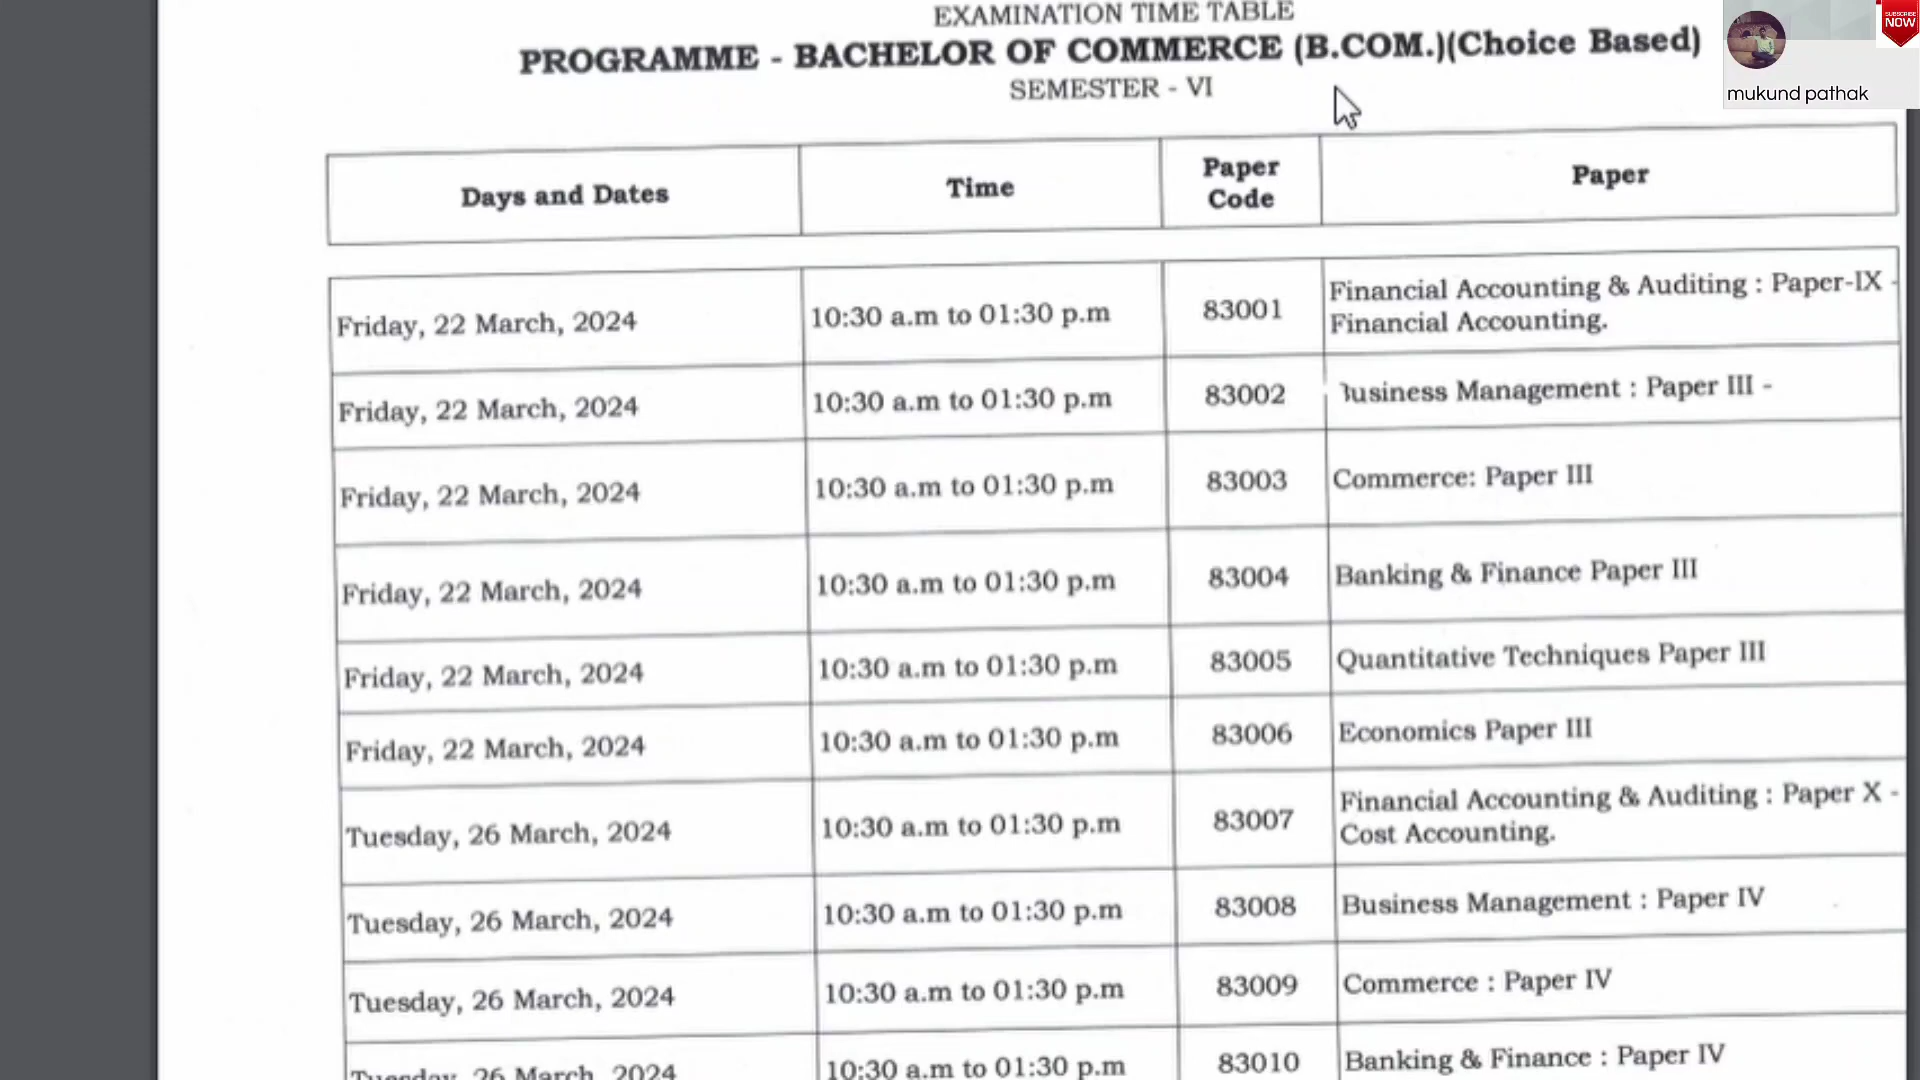 EXAMINATION TIME TABLE
PROGRAMME - BACHELOR OF COMMERCE (B.COM.)(Choice Based)
SEMESTER - VI
SUBSCRIBE
NOW
mukund pathak
Days and Dates Time Paper Code Paper
Friday, 22 March, 2024 10:30 a.m to 01:30 p.m 83001 Financial Accounting & Auditing : Paper-IX -
Financial Accounting.
Friday, 22 March, 2024 10:30 a.m to 01:30 p.m 83002 Business Management : Paper III -
Friday, 22 March, 2024 10:30 a.m to 01:30 p.m 83003 Commerce: Paper III
Friday, 22 March, 2024 10:30 a.m to 01:30 p.m 83004 Banking & Finance Paper III
Friday, 22 March, 2024 10:30 a.m to 01:30 p.m 83005 Quantitative Techniques Paper III
Friday, 22 March, 2024 10:30 a.m to 01:30 p.m 83006 Economics Paper III
Tuesday, 26 March, 2024 10:30 a.m to 01:30 p.m 83007 Financial Accounting & Auditing : Paper X -
Cost Accounting.
Tuesday, 26 March, 2024 10:30 a.m to 01:30 p.m 83008 Business Management : Paper IV
Tuesday, 26 March, 2024 10:30 a.m to 01:30 p.m 83009 Commerce : Paper IV
Tuesday, 26 March, 2024 10:30 a.m to 01:30 p.m 83010 Banking & Finance : Paper IV